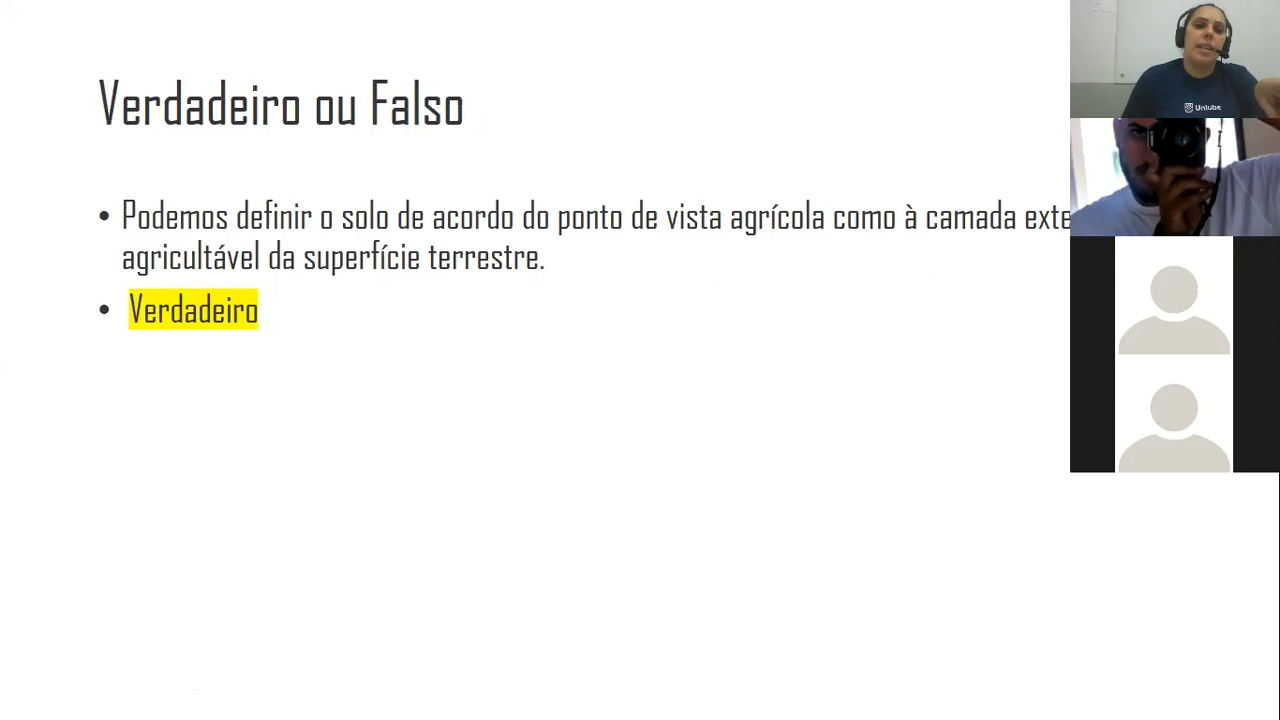 Verdadeiro ou Falso
• Podemos definir o solo de acordo do ponto de vista agrícola como à camada exte
agricultável da superfície terrestre.
• Verdadeiro
Uniube